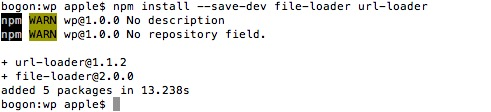 bogon:wp apple$ npm install --save-dev file-loader url-loader
npm WARN wp@1.0.0 No description
npm WARN wp@1.0.0 No repository field.
+ url-loader@1.1.2
+ file-loader@2.0.0
added 5 packages in 13.238s
bogon:wp apple$